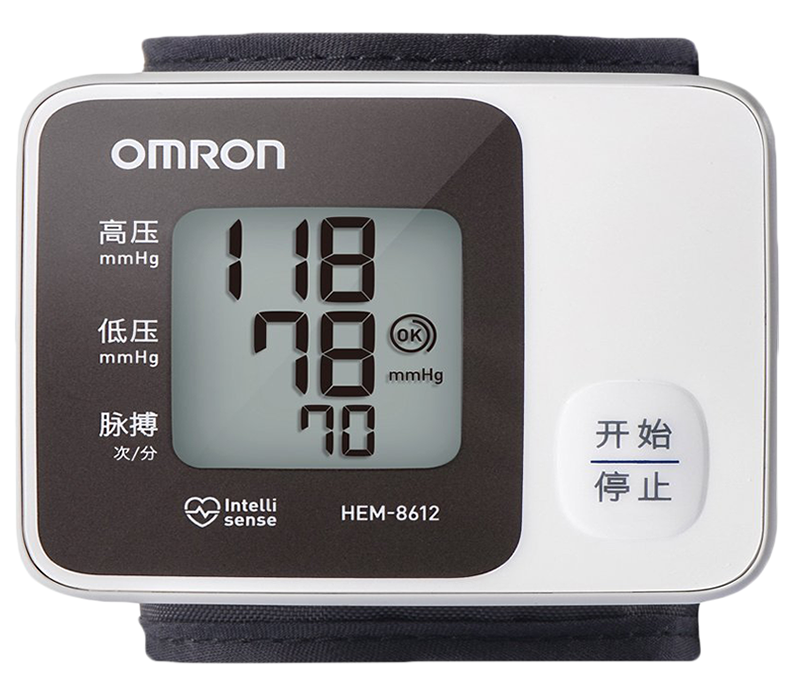 OMRON
高压
mmHg
118
低压
mmHg
78
OK
mmHg
脉搏
次/分
70
Intelli
sense
HEM-8612
开始
停止